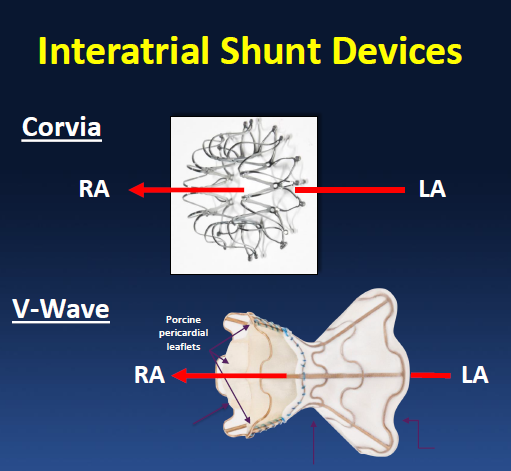 Interatrial Shunt Devices
Corvia
RA
LA
V-Wave
Porcine
pericardial
leaflets
RA
LA